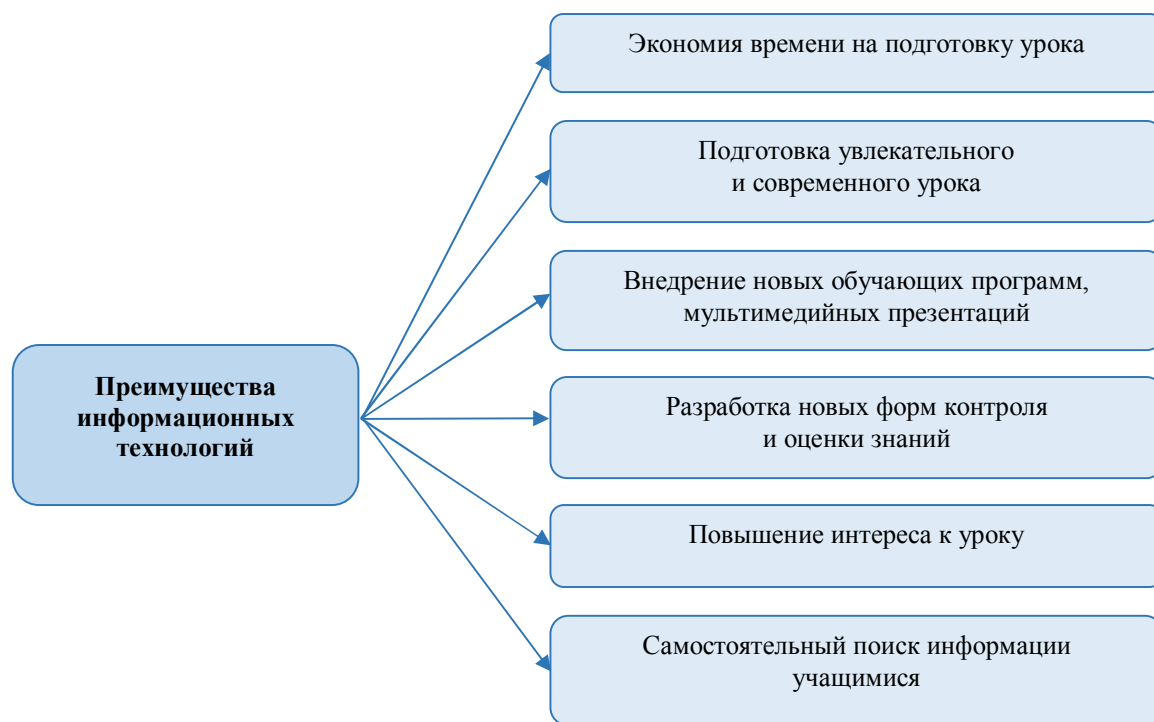 Экономия времени на подготовку урока
Подготовка увлекательного
и современного урока
Внедрение новых обучающих программ,
мультимедийных презентаций
Преимущества
информационных
технологий
Разработка новых форм контроля
и оценки знаний
Повышение интереса к уроку
Самостоятельный поиск информации
учащимися